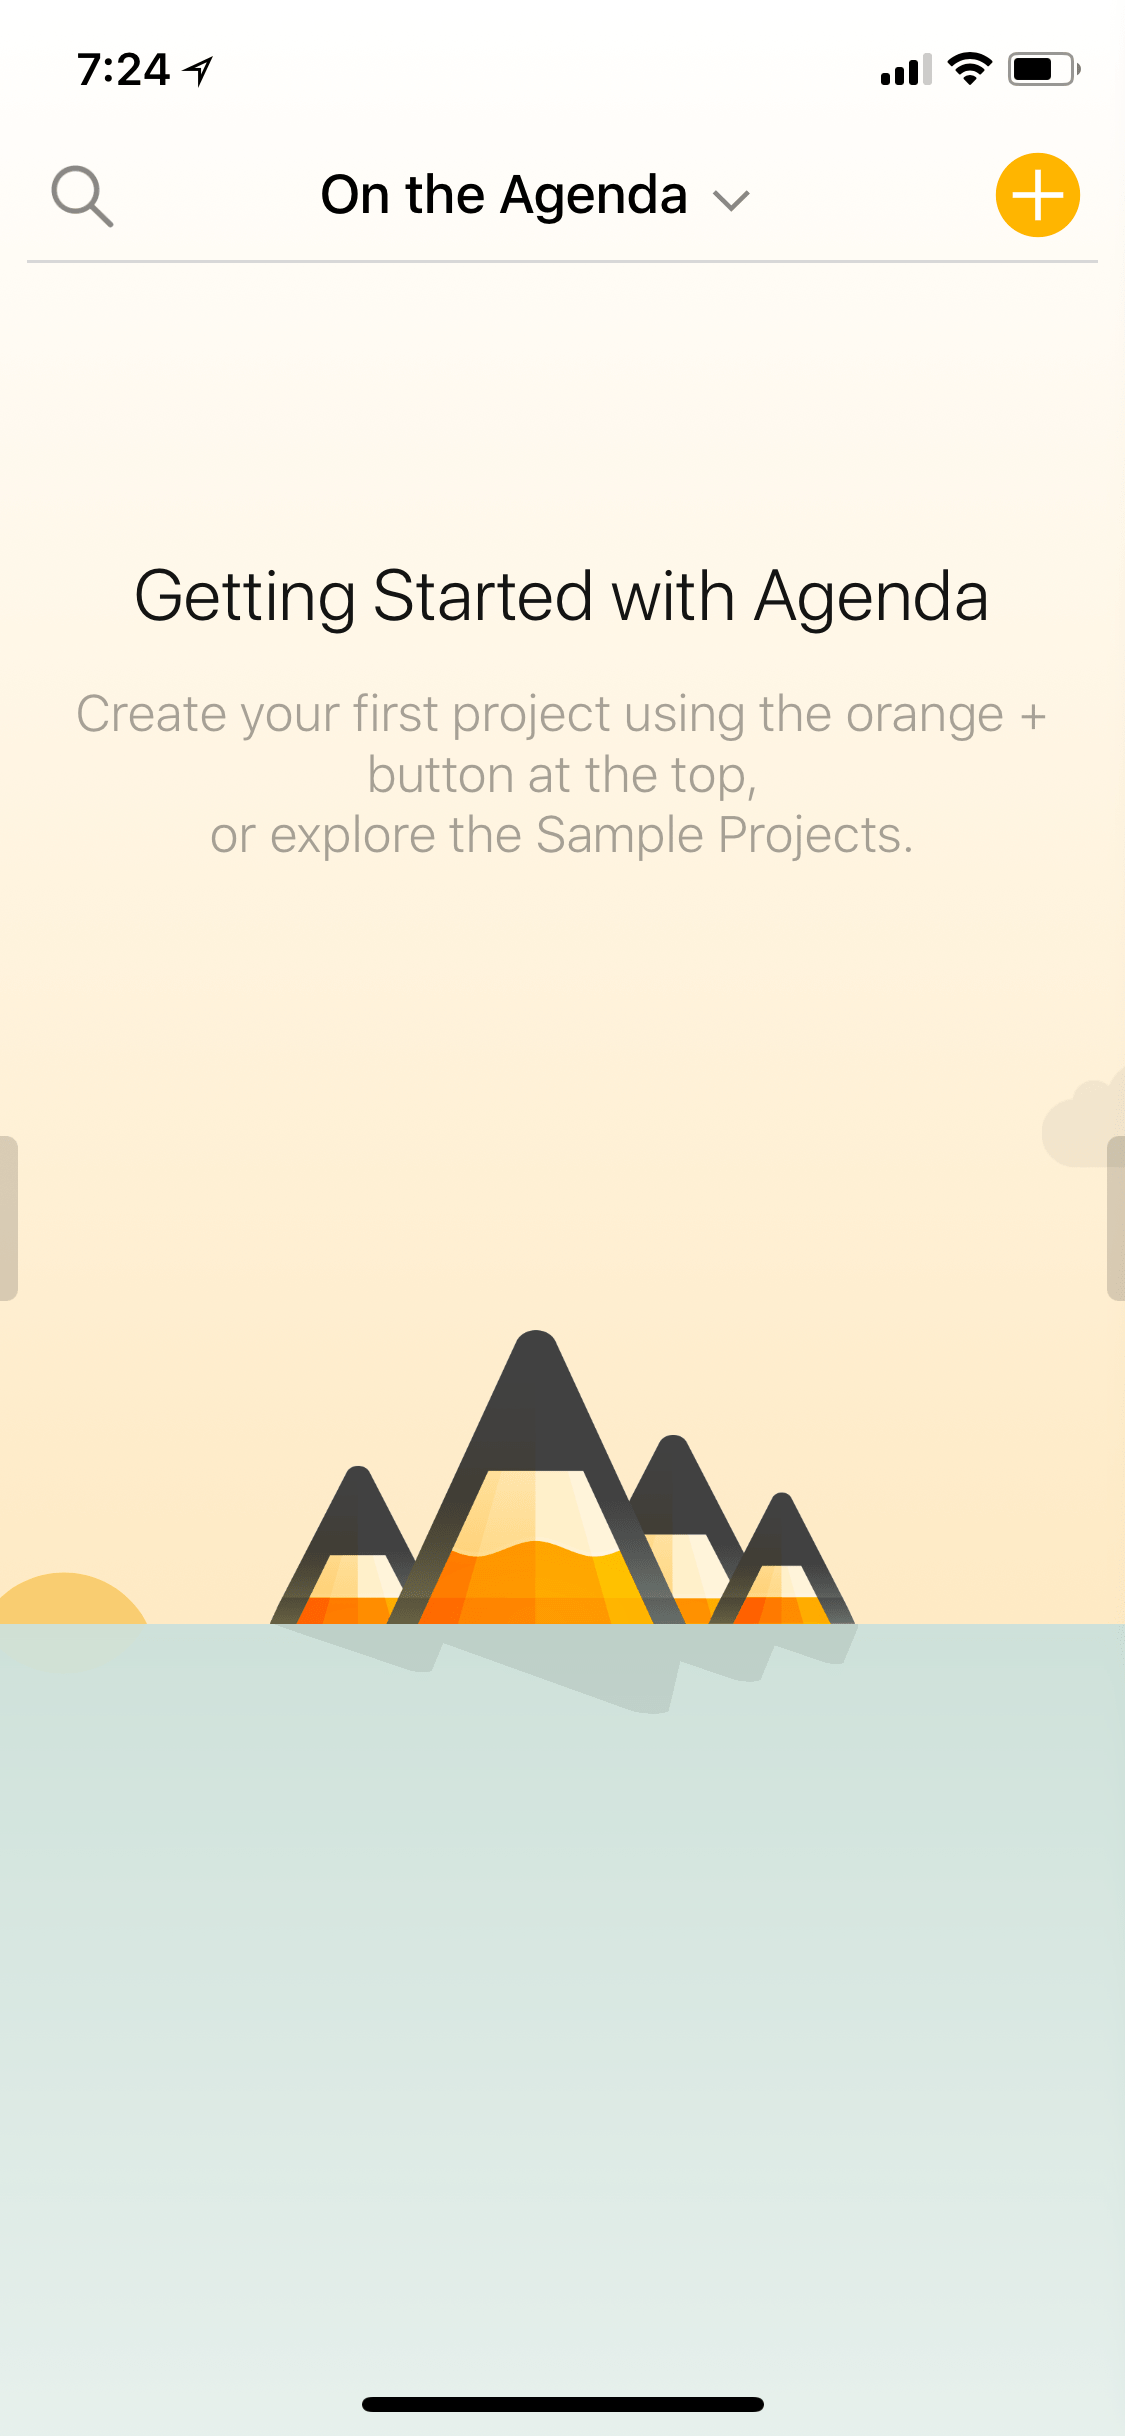 7:24
On the Agenda
Getting Started with Agenda
Create your first project using the orange +
button at the top,
or explore the Sample Projects.